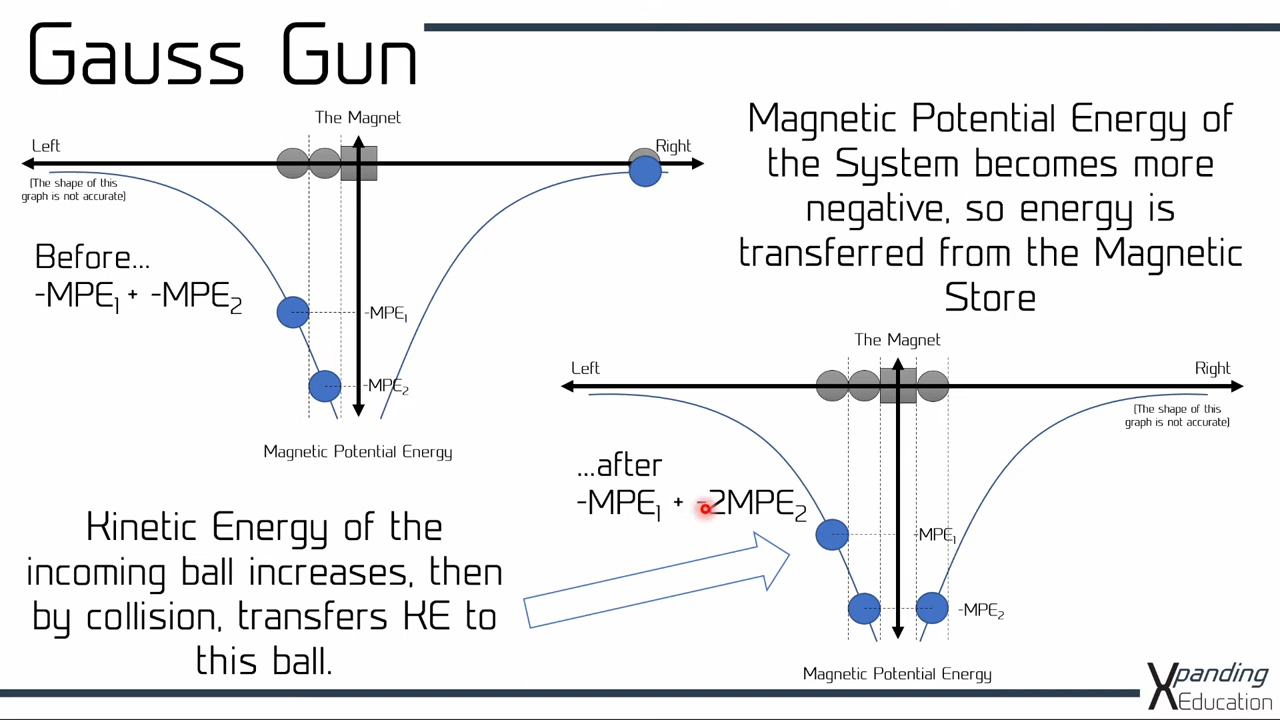 Gauss Gun
The Magnet
Left
Right
(The shape of this
graph is not accurate)
Before...
-MPE₁ + -MPE₂
-MPE₁
-MPE₂
Magnetic Potential Energy
Magnetic Potential Energy of
the System becomes more
negative, so energy is
transferred from the Magnetic
Store
The Magnet
Left
Right
(The shape of this
graph is not accurate)
...after
-MPE₁ + -2MPE₂
-MPE₁
-MPE₂
Magnetic Potential Energy
Kinetic Energy of the
incoming ball increases, then
by collision, transfers KE to
this ball.
Xpanding
Education